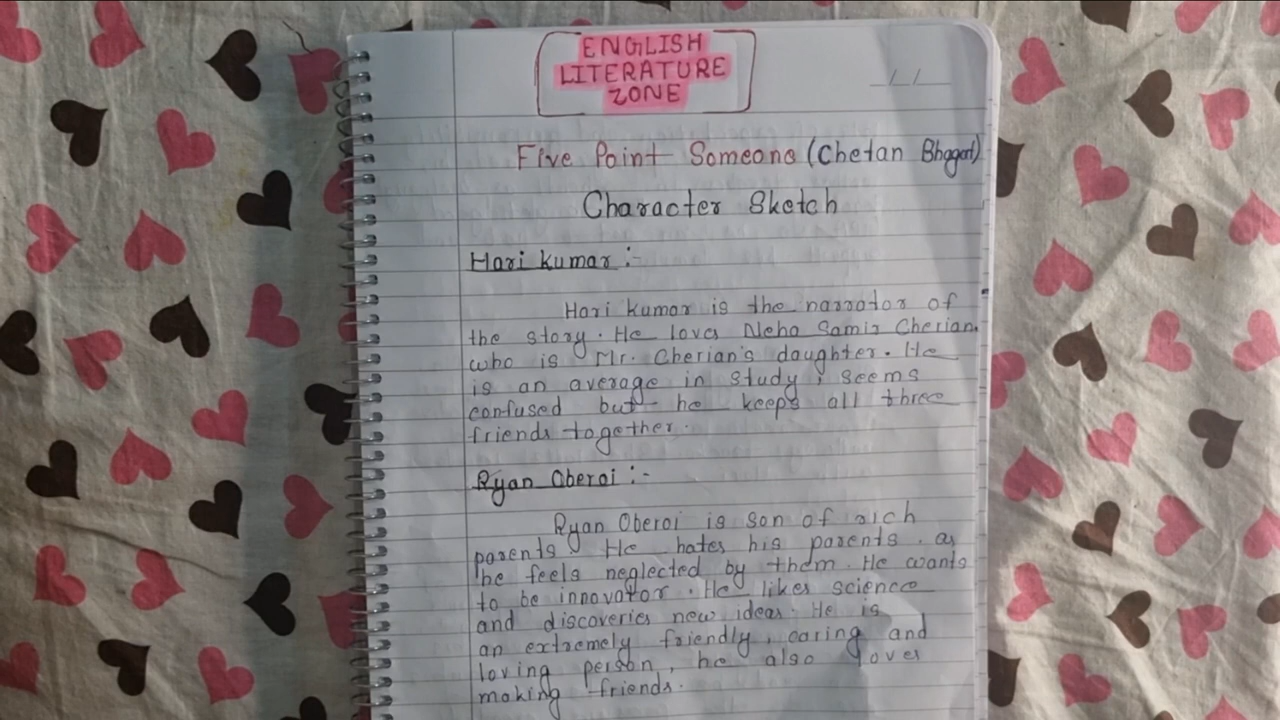 ENGLISH
LITERATURE
ZONE
Five Point Someone (Chetan Bhagat)
Character Sketch
Hari kumar :-
Hari kumar is the narrator of
the story. He loves Neha Samir Cherian.
who is Mr. Cherian's daughter. He
is an average in study, seems
confused but he keeps all three
friends together.
Ryan Oberoi :-
Ryan Oberoi is son of rich
parents. He hates his parents. as
he feels neglected by them. He wants
to be innovator. He likes science
and discoveries new ideas. He is
an extremely friendly, caring and
loving person, he also loves
making friends.